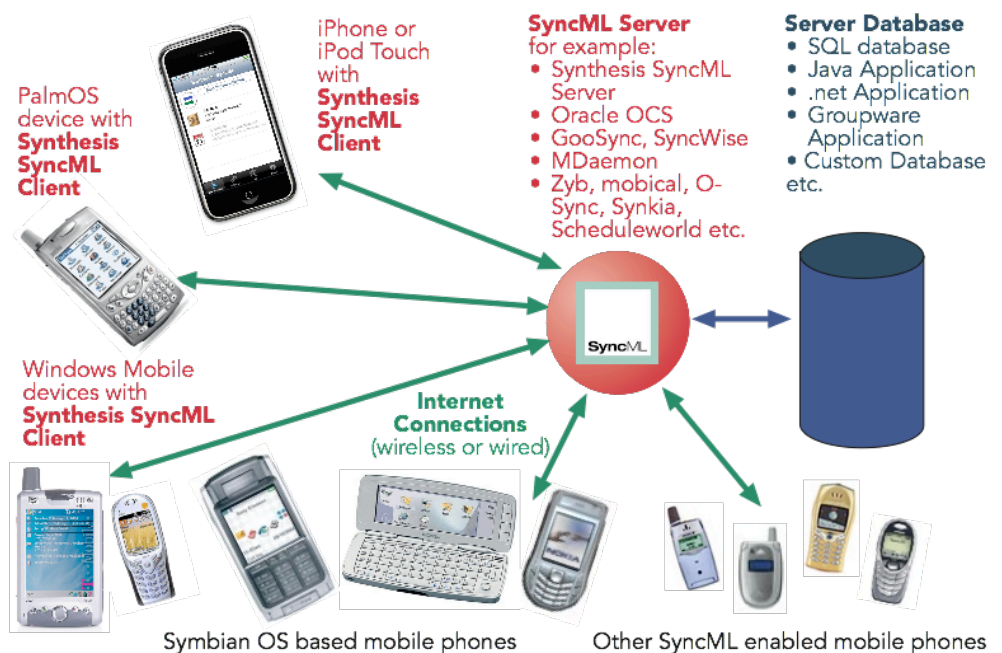 iPhone or
iPod Touch
with
Synthesis
SyncML
Client
SyncML Server
for example:
• Synthesis SyncML
Server
• Oracle OCS
• GooSync, SyncWise
• MDaemon
• Zyb, mobical, O-
Sync, Synkia,
Scheduleworld etc.
Server Database
• SQL database
• Java Application
• .net Application
• Groupware
Application
• Custom Database
etc.
PalmOS
device with
Synthesis
SyncML
Client
SyncML
Windows Mobile
devices with
Synthesis SyncML
Client
Internet
Connections
(wireless or wired)
NOKIA
Symbian OS based mobile phones
Other SyncML enabled mobile phones